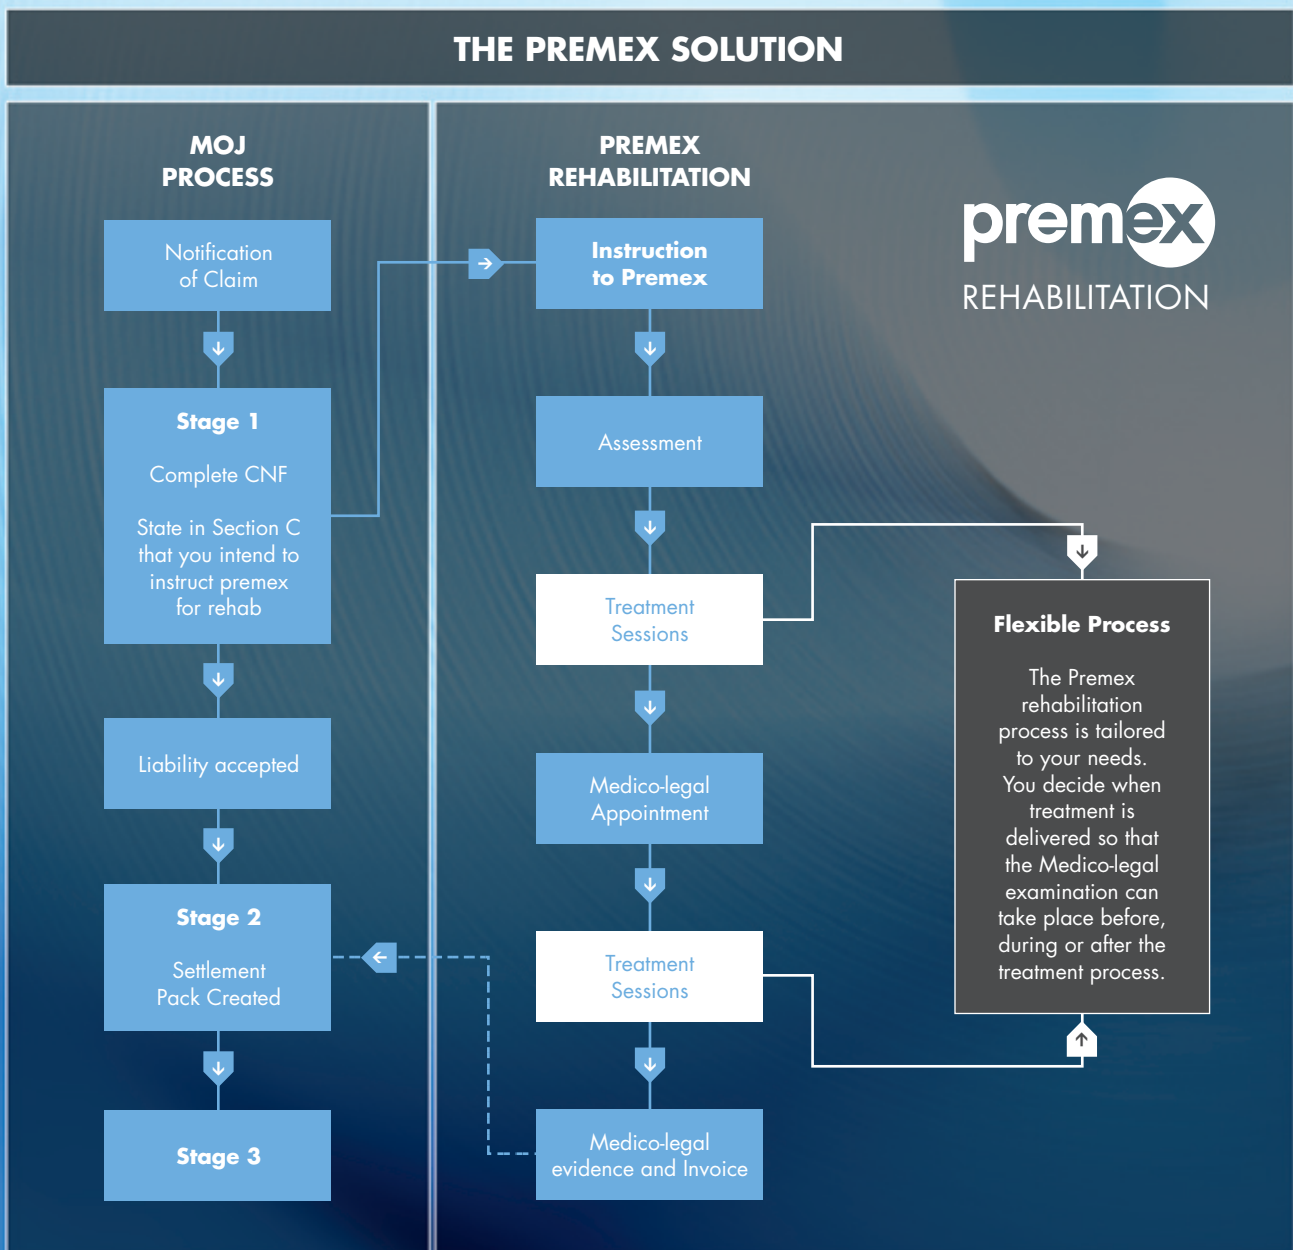 THE PREMEX SOLUTION
MOJ
PROCESS
Notification
of Claim
Stage 1
Complete CNF
State in Section C
that you intend to
instruct premex
for rehab
Liability accepted
Stage 2
Settlement
Pack Created
Stage 3
PREMEX
REHABILITATION
Instruction
to Premex
Assessment
Treatment
Sessions
Medico-legal
Appointment
Treatment
Sessions
Medico-legal
evidence and Invoice
premex
REHABILITATION
Flexible Process
The Premex
rehabilitation
process is tailored
to your needs.
You decide when
treatment is
delivered so that
the Medico-legal
examination can
take place before,
during or after the
treatment process.